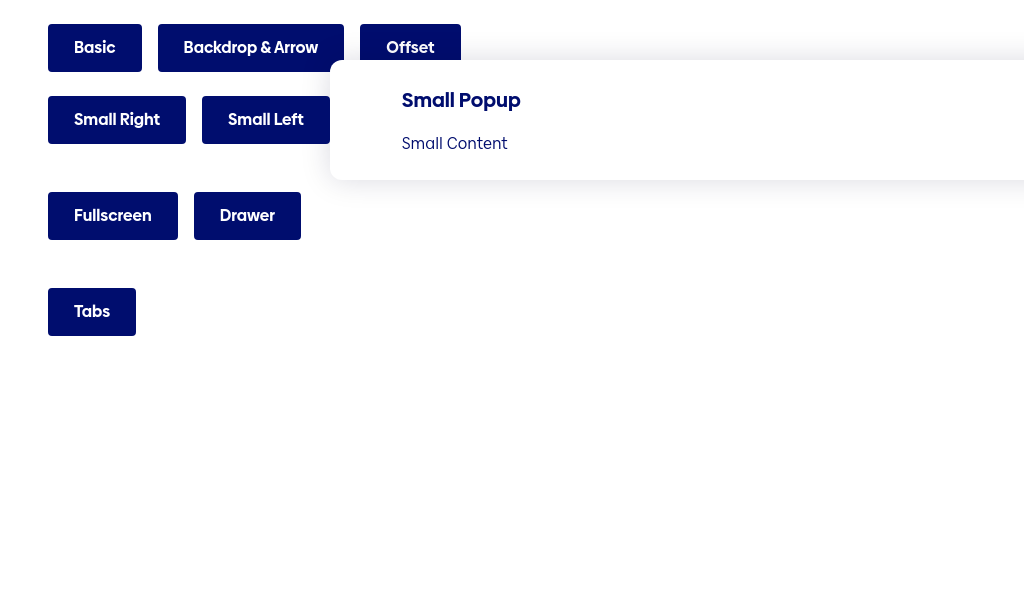 Basic
Backdrop & Arrow
Offset
Small Right
Small Left
Small Popup
Small Content
Fullscreen
Drawer
Tabs